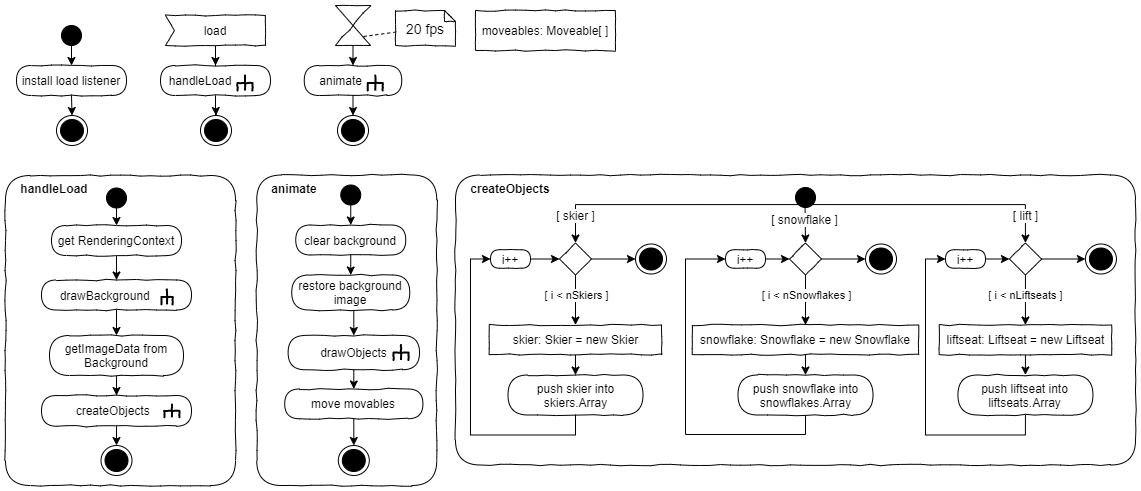 load
20 fps
moveables: Moveable[ ]
install load listener
handleLoad
animate
handleLoad
get RenderingContext
drawBackground
getImageData from
Background
createObjects
animate
clear background
restore background
image
drawObjects
move movables
createObjects
[ skier ]
[ snowflake ]
[ lift ]
i++
i++
i++
[ i < nSkiers ]
[ i < nSnowflakes ]
[ i < nLiftseats ]
skier: Skier = new Skier
snowflake: Snowflake = new Snowflake
liftseat: Liftseat = new Liftseat
push skier into
skiers.Array
push snowflake into
snowflakes.Array
push liftseat into
liftseats.Array